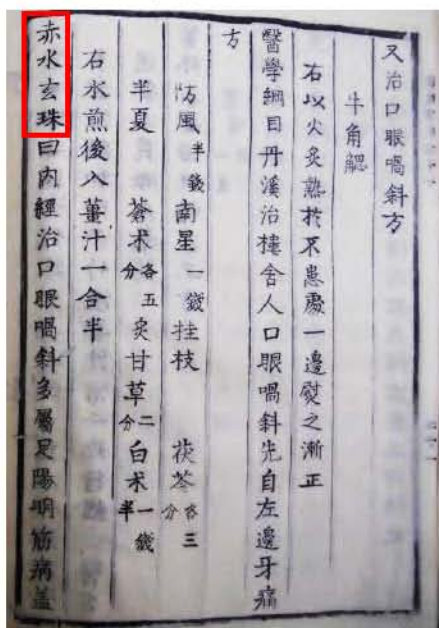 又治口眼喎斜方
牛角䚡
右以火炙熱於不患處一邊熨之漸正
醫學綱目丹溪治樓舍人口眼喎斜先自左邊牙痛
方
防風半錢南星一錢桂枝茯苓各三分
半夏蒼朮各五分炙甘草二分白朮一錢半
右水煎後入薑汁一合半
赤水玄珠曰內經治口眼喎斜多屬足陽明筋病蓋